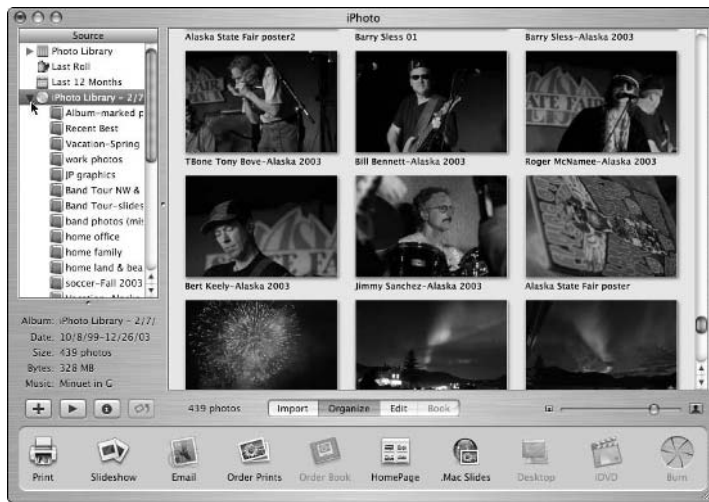 iPhoto
Source
Photo Library
Last Roll
Last 12 Months
iPhoto Library - 2/7
Album-marked p
Recent Best
Vacation-Spring
work photos
JP graphics
Band Tour NW &
Band Tour-slides
band photos (mis
home office
home family
home land & bea
soccer-Fall 2003
Album: iPhoto Library - 2/7/
Date: 10/8/99-12/26/03
Size: 439 photos
Bytes: 328 MB
Music: Minuet in G
Alaska State Fair poster2 Barry Sless 01 Barry Sless-Alaska 2003
TBone Tony Bove-Alaska 2003 Bill Bennett-Alaska 2003 Roger McNamee-Alaska 2003
Bert Keely-Alaska 2003 Jimmy Sanchez-Alaska 2003 Alaska State Fair poster
439 photos Import Organize Edit Book
Print Slideshow Email Order Prints Order Book HomePage .Mac Slides Desktop iDVD Burn